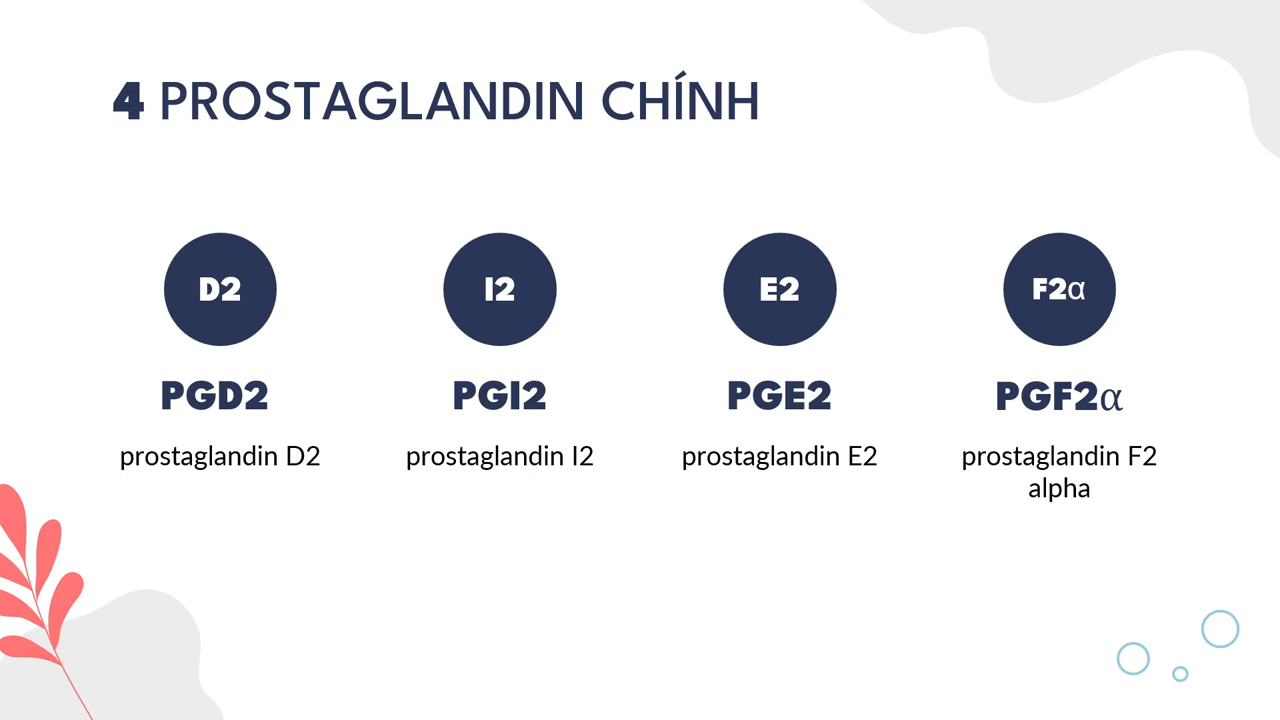 4 PROSTAGLANDIN CHÍNH
D2
I2
E2
F2α
PGD2
PGI2
PGE2
PGF2α
prostaglandin D2
prostaglandin I2
prostaglandin E2
prostaglandin F2
alpha